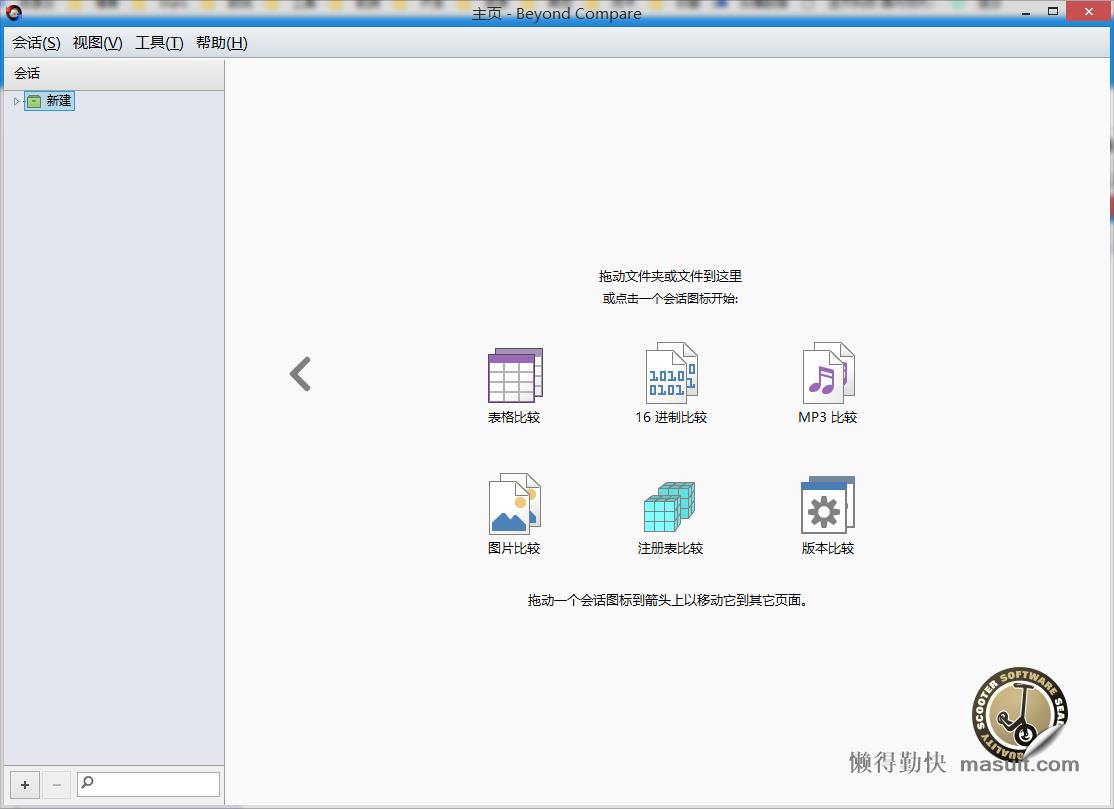 主页 - Beyond Compare
会话(S) 视图(V) 工具(T) 帮助(H)
会话
新建
拖动文件夹或文件到这里
或点击一个会话图标开始:
10101
0101
表格比较 16 进制比较 MP3 比较
图片比较 注册表比较 版本比较
拖动一个会话图标到箭头上以移动它到其它页面。
SCOOTER SOFTWARE SEAL
QUALITY
懒得勤快 masuit.com